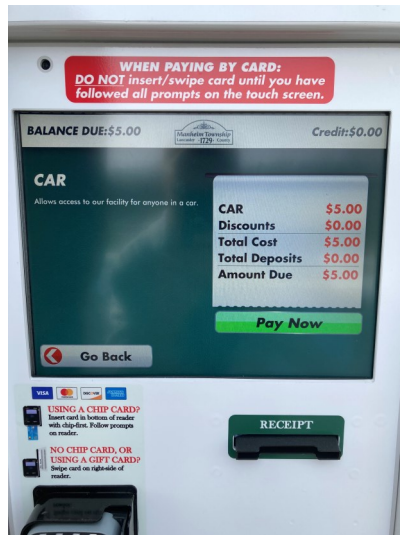 WHEN PAYING BY CARD:
DO NOT insert/swipe card until you have
followed all prompts on the touch screen.
BALANCE DUE:$5.00
Manheim Township
Lancaster ·1729· County
Credit:$0.00
CAR
Allows access to our facility for anyone in a car.
CAR $5.00
Discounts $0.00
Total Cost $5.00
Total Deposits $0.00
Amount Due $5.00
Pay Now
Go Back
VISA
DISCOVER
USING A CHIP CARD?
Insert card in bottom of reader
with chip-first. Follow prompts
on reader.
NO CHIP CARD, OR
USING A GIFT CARD?
Swipe card on right-side of
reader.
RECEIPT